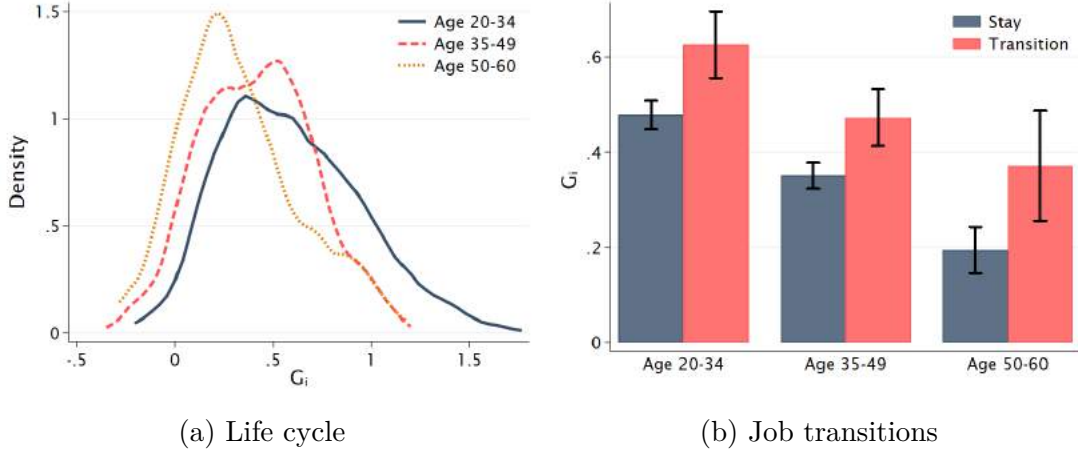 1.5
1
.5
0
Density
Age 20-34
Age 35-49
Age 50-60
-.5
0
.5
1
1.5
Gᵢ
(a) Life cycle
.6
.4
.2
0
Gᵢ
Stay
Transition
Age 20-34
Age 35-49
Age 50-60
(b) Job transitions